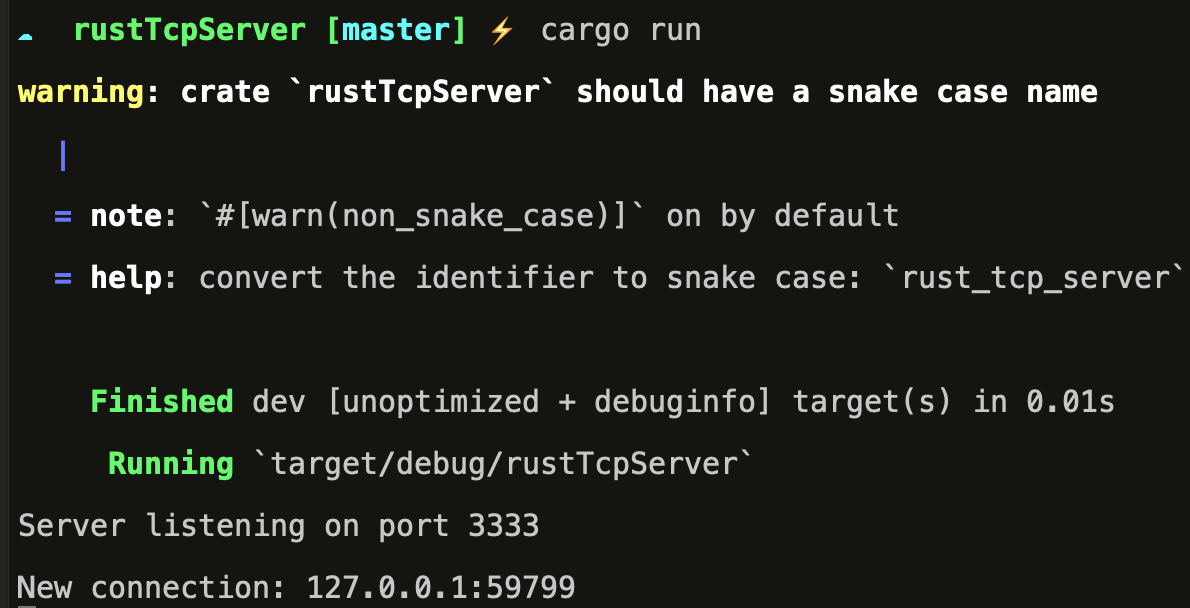 rustTcpServer [master] ⚡ cargo run
warning: crate `rustTcpServer` should have a snake case name
|
= note: `#[warn(non_snake_case)]` on by default
= help: convert the identifier to snake case: `rust_tcp_server`
Finished dev [unoptimized + debuginfo] target(s) in 0.01s
Running `target/debug/rustTcpServer`
Server listening on port 3333
New connection: 127.0.0.1:59799